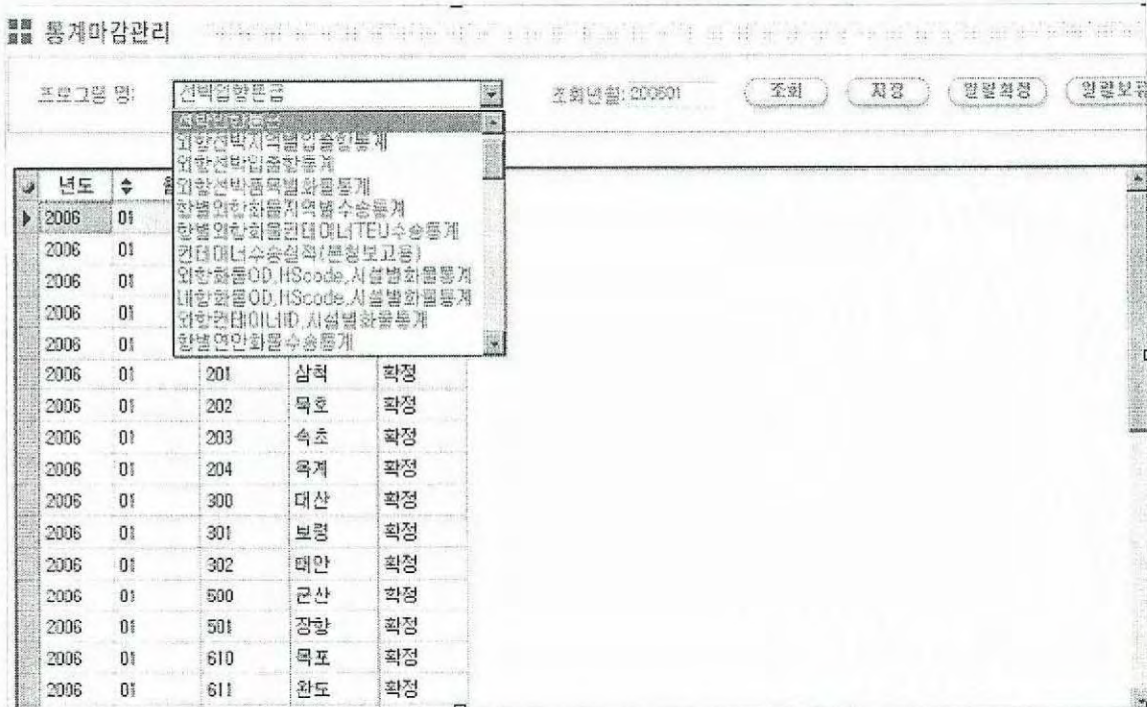 통계마감관리
프로그램 명: 선박입항톤급 조회년월: 200601 조회 저장
선박입항톤급
외항선박지역별입출항통계
외항선박입출항통계
외항선박품목별화물통계
항별외항화물지역별수송통계
항별외항화물컨테이너TEU수송통계
컨테이너수송실적(본청보고용)
외항화물OD,HScode,시설별화물통계
내항화물OD,HScode,시설별화물통계
외항컨테이너ID,시설별화물통계
항별연안화물수송통계
년도 월
2006 01
2006 01
2006 01
2006 01
2006 01
2006 01 201 삼척 확정
2006 01 202 묵호 확정
2006 01 203 속초 확정
2006 01 204 옥계 확정
2006 01 300 대산 확정
2006 01 301 보령 확정
2006 01 302 태안 확정
2006 01 500 군산 확정
2006 01 501 장항 확정
2006 01 610 목포 확정
2006 01 611 완도 확정